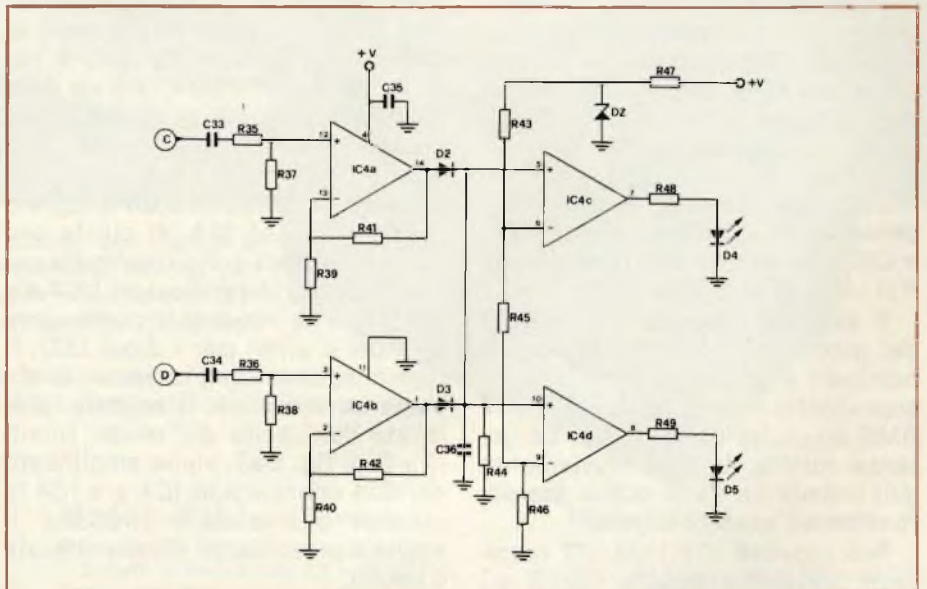 +V
C35
C33
R35
C
R37
12
+
4
13
-
IC4a
14
D2
R41
R39
R47
+V
DZ
R43
5
+
6
-
IC4c
7
R48
D4
R45
C34
R36
D
R38
3
+
11
2
-
IC4b
1
D3
R42
R40
C36
R44
10
+
9
-
IC4d
8
R49
R46
D5